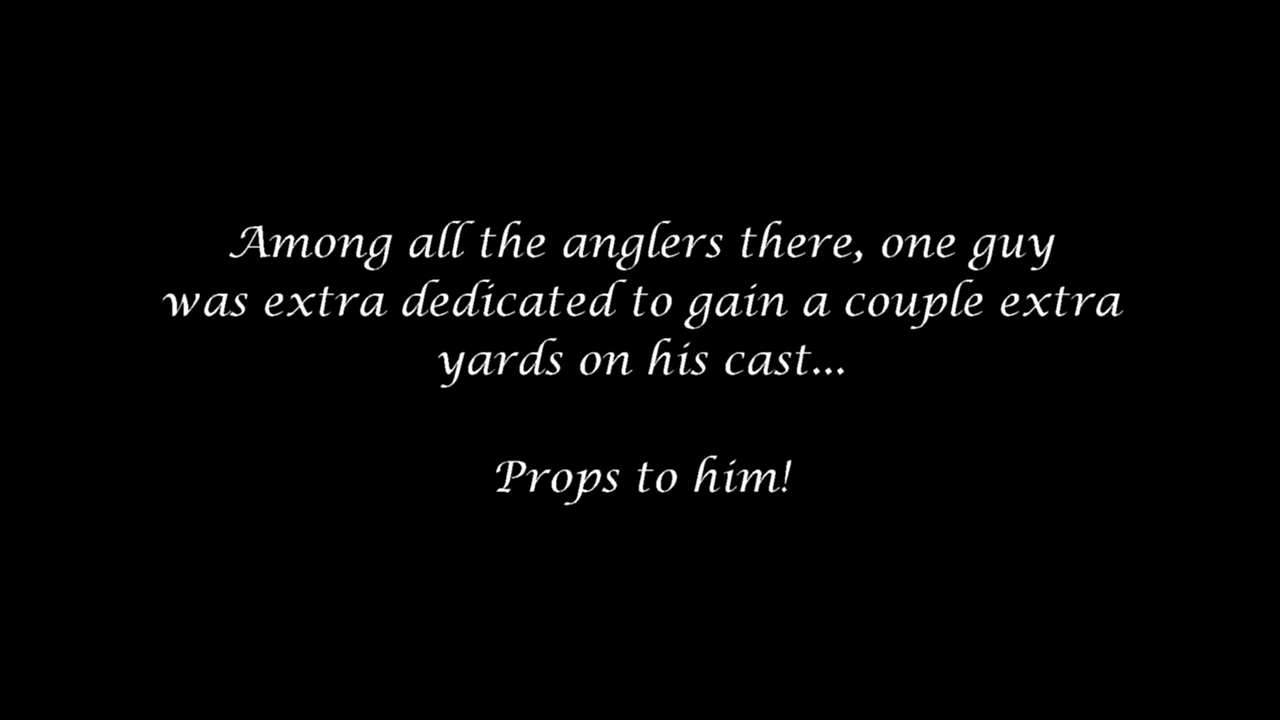 Among all the anglers there, one guy
was extra dedicated to gain a couple extra
yards on his cast...
Props to him!